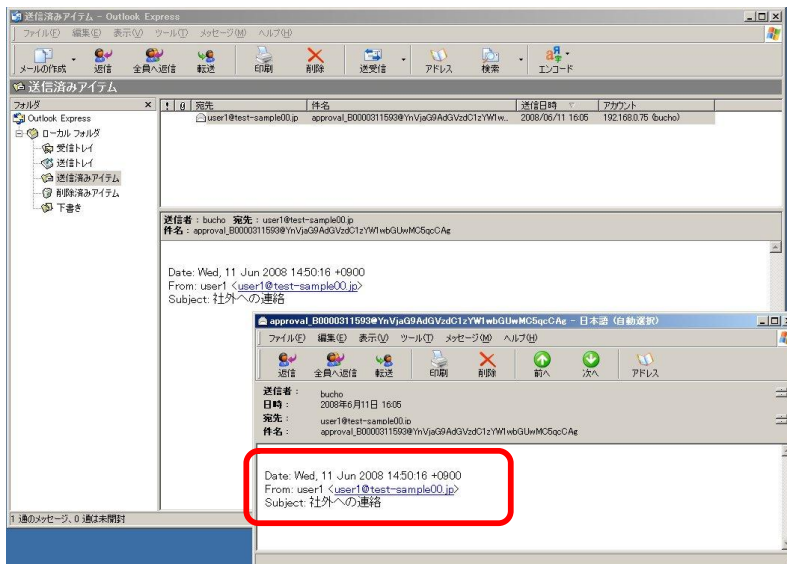 送信済みアイテム - Outlook Express
ファイル(F) 編集(E) 表示(V) ツール(T) メッセージ(M) ヘルプ(H)
メールの作成 返信 全員へ返信 転送 印刷 削除 送受信 アドレス 検索 エンコード
送信済みアイテム
フォルダ ×
Outlook Express
ローカル フォルダ
受信トレイ
送信トレイ
送信済みアイテム
削除済みアイテム
下書き
! 宛先 件名 送信日時 アカウント
user1@test-sample00.jp approval_B0000311593@YnVjaG9AdGVzdC1zYW1w... 2008/06/11 16:05 192.168.0.75 (bucho)
送信者: bucho 宛先: user1@test-sample00.jp
件名: approval_B0000311593@YnVjaG9AdGVzdC1zYW1wbGUwMC5qcCAg
Date: Wed, 11 Jun 2008 14:50:16 +0900
From: user1 <user1@test-sample00.jp>
Subject: 社外への連絡
1 通のメッセージ、0 通は未開封
approval_B0000311593@YnVjaG9AdGVzdC1zYW1wbGUwMC5qcCAg - 日本語 (自動選択)
ファイル(F) 編集(E) 表示(V) ツール(T) メッセージ(M) ヘルプ(H)
返信 全員へ返信 転送 印刷 削除 前へ 次へ アドレス
送信者: bucho
日時: 2008年6月11日 16:05
宛先: user1@test-sample00.jp
件名: approval_B0000311593@YnVjaG9AdGVzdC1zYW1wbGUwMC5qcCAg
Date: Wed, 11 Jun 2008 14:50:16 +0900
From: user1 <user1@test-sample00.jp>
Subject: 社外への連絡